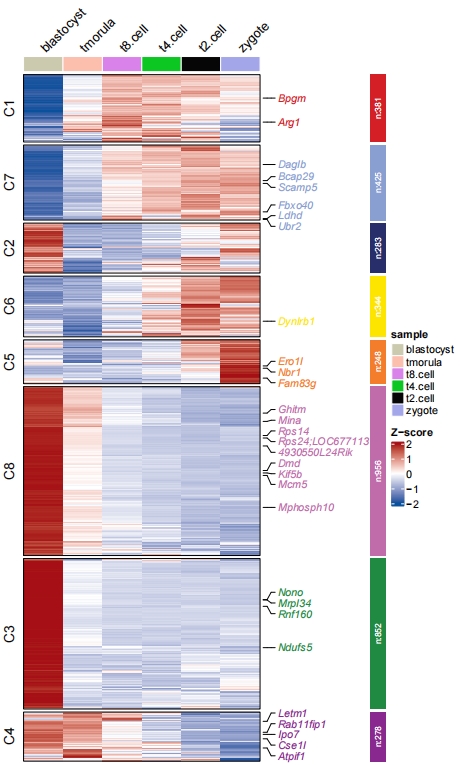 blastocyst tmorula t8.cell t4.cell t2.cell zygote
C1
Bpgm
Arg1
n:381
C7
Daglb
Bcap29
Scamp5
Fbxo40
Ldhd
Ubr2
n:425
C2
n:283
C6
Dynlrb1
n:344
C5
Ero1l
Nbr1
Fam83g
n:248
sample
blastocyst
tmorula
t8.cell
t4.cell
t2.cell
zygote
Z−score
2
1
0
−1
−2
C8
Ghitm
Mina
Rps14
Rps24;LOC677113
4930550L24Rik
Dmd
Kif5b
Mcm5
Mphosph10
n:956
C3
Nono
Mrpl34
Rnf160
Ndufs5
n:852
C4
Letm1
Rab11fip1
Ipo7
Cse1l
Atpif1
n:278